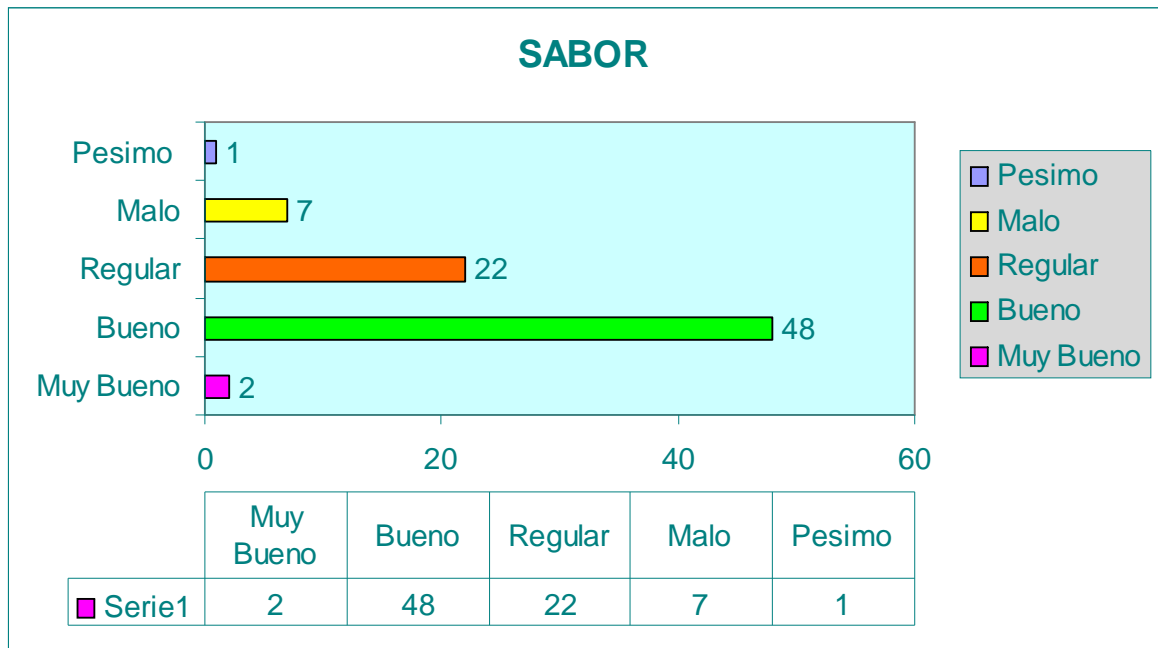 SABOR
Pesimo 1
Malo 7
Regular 22
Bueno 48
Muy Bueno 2
0 20 40 60
Pesimo
Malo
Regular
Bueno
Muy Bueno
Muy Bueno Bueno Regular Malo Pesimo
Serie1 2 48 22 7 1